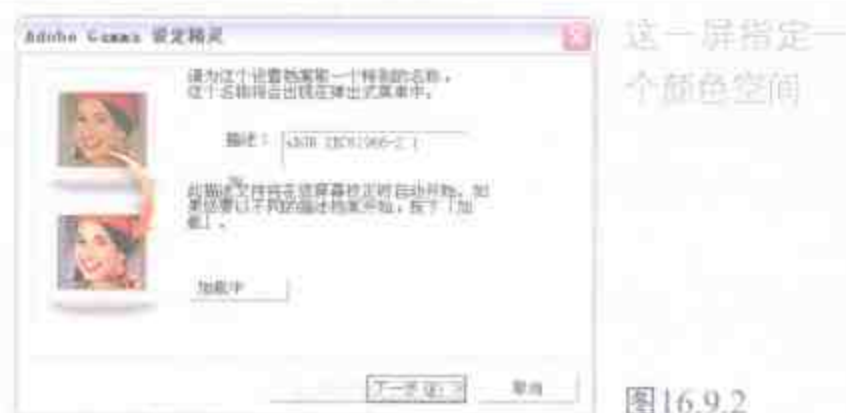 Adobe Gamma 设定精灵
请为这个设置档案取一个特别的名称，
这个名称将会出现在弹出式菜单中。
描述：
sRGB IEC61966-2.1
此描述文件将在做屏幕校正时自动开始。如
果您要以不同的描述档案开始，按下「加
载」。
加载中
下一步(N) >
取消
这一屏指定一
个颜色空间
图16.9.2